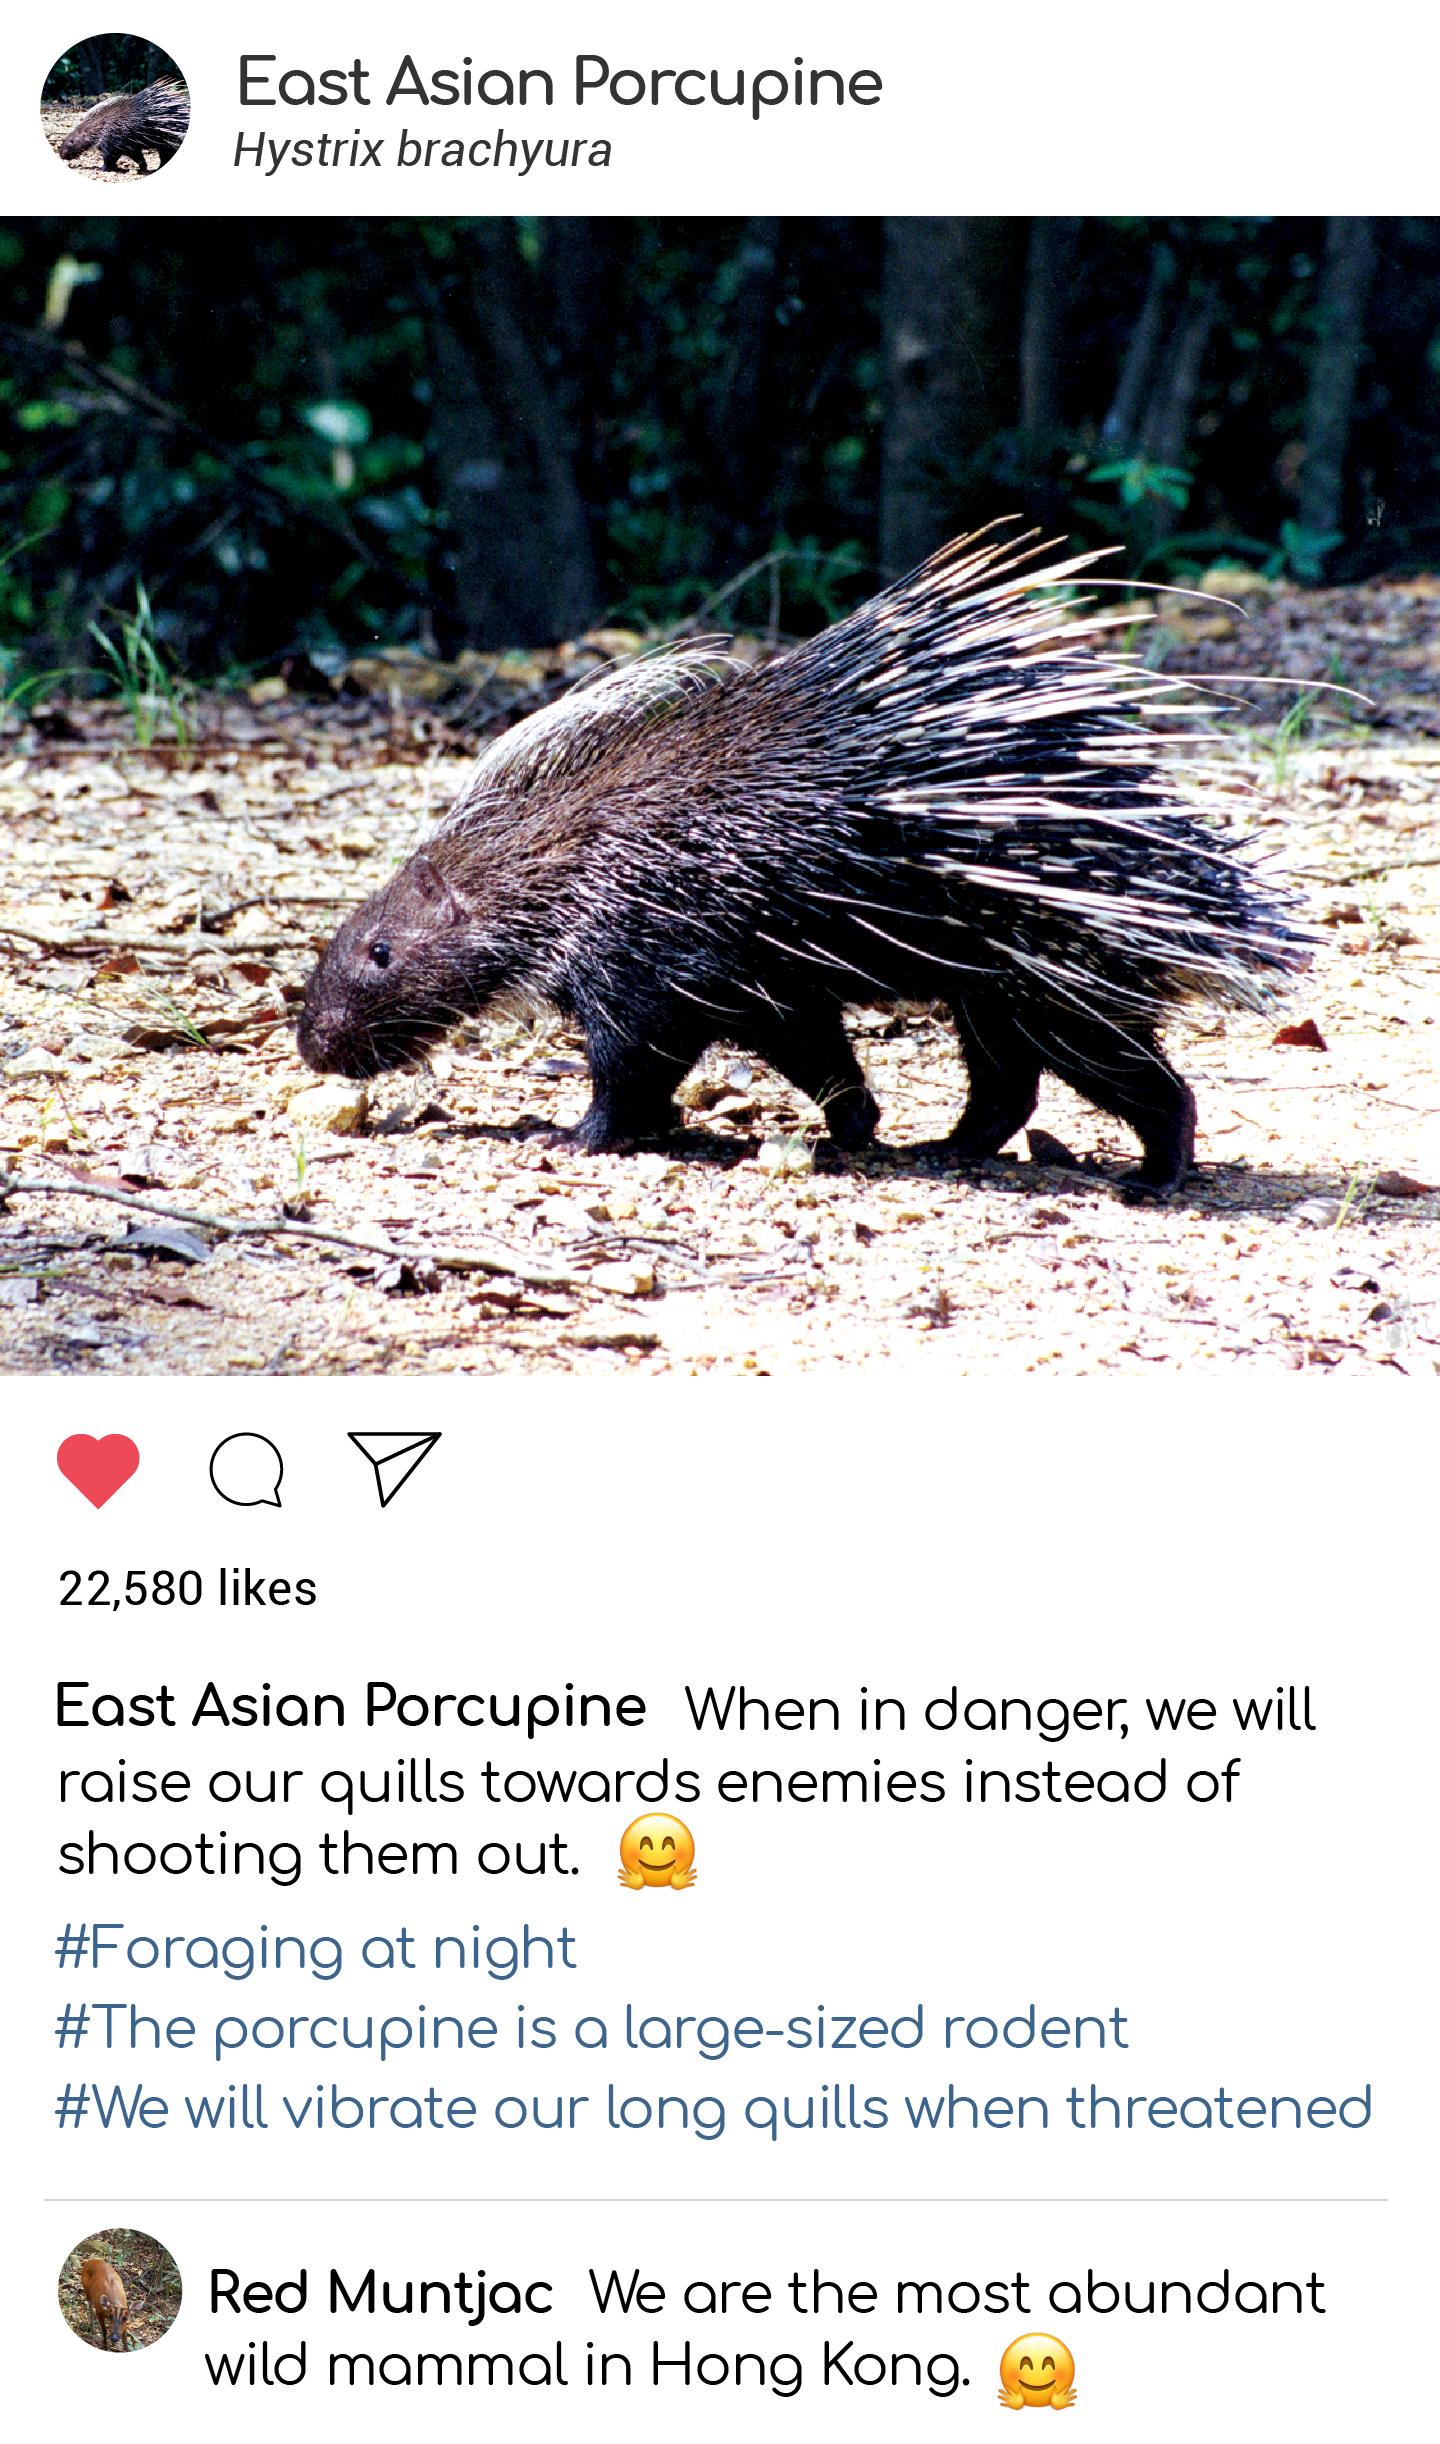 East Asian Porcupine
Hystrix brachyura
22,580 likes
East Asian Porcupine When in danger, we will
raise our quills towards enemies instead of
shooting them out. 🤗
#Foraging at night
#The porcupine is a large-sized rodent
#We will vibrate our long quills when threatened
Red Muntjac We are the most abundant
wild mammal in Hong Kong. 🤗